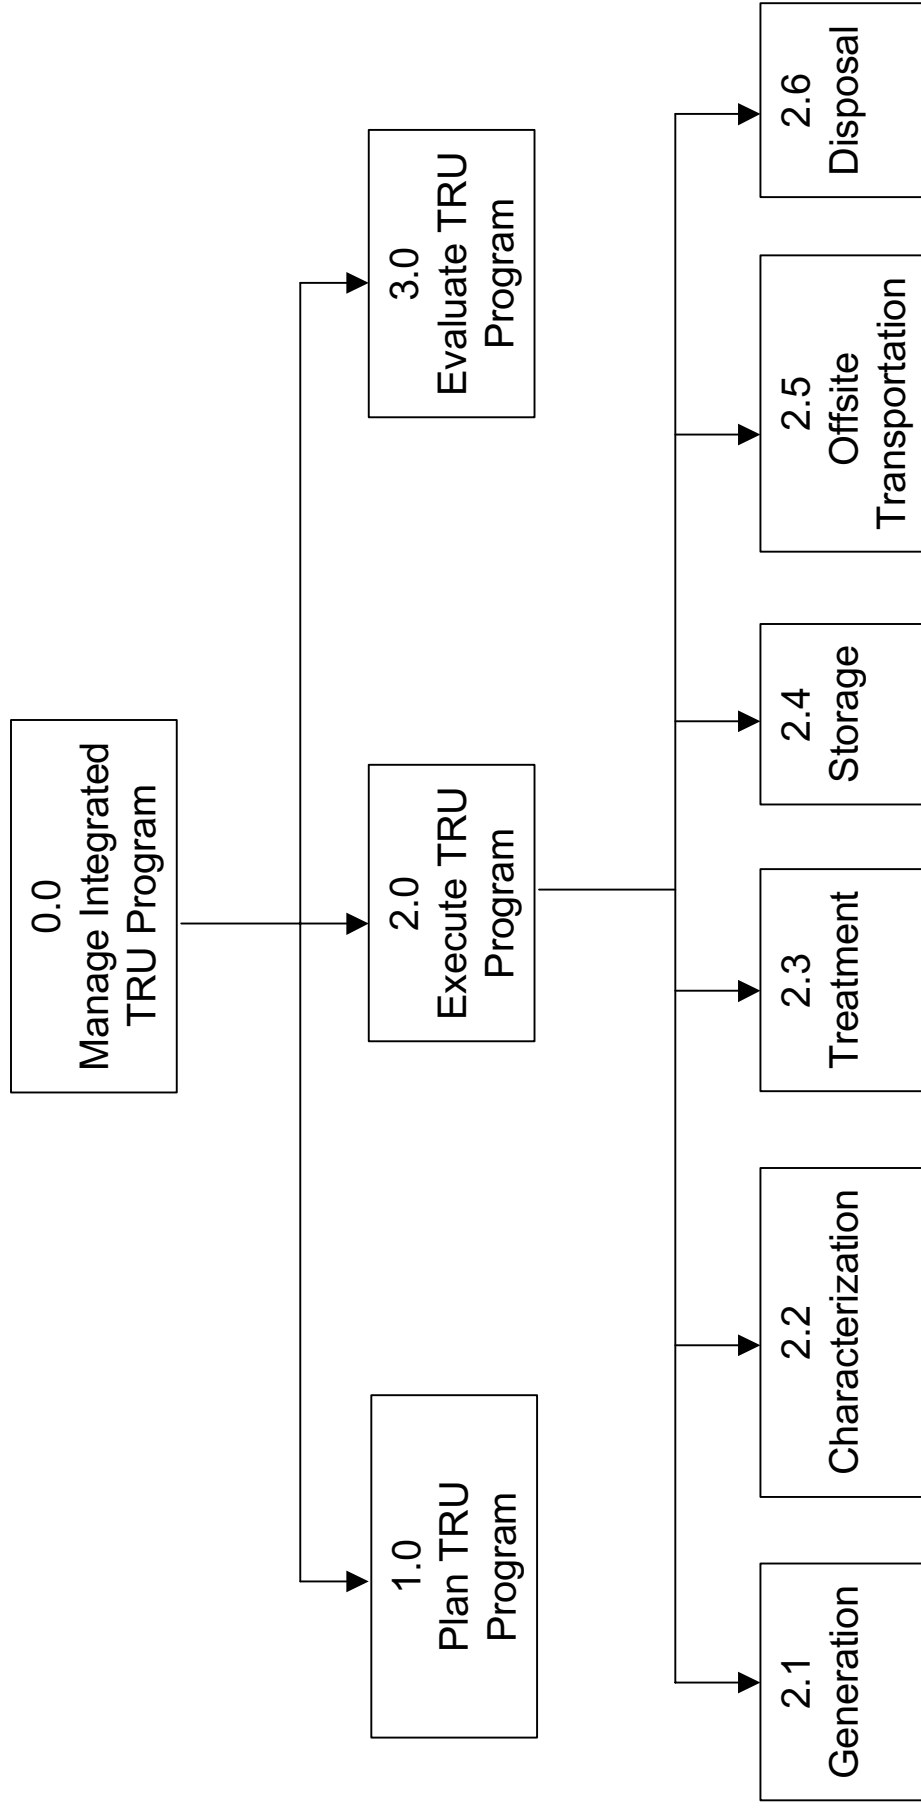 0.0
Manage Integrated
TRU Program
1.0
Plan TRU
Program
2.0
Execute TRU
Program
3.0
Evaluate TRU
Program
2.1
Generation
2.2
Characterization
2.3
Treatment
2.4
Storage
2.5
Offsite
Transportation
2.6
Disposal